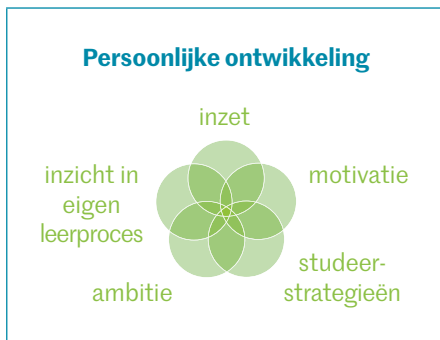 Persoonlijke ontwikkeling
inzet
motivatie
studeer-
strategieën
ambitie
inzicht in
eigen
leerproces